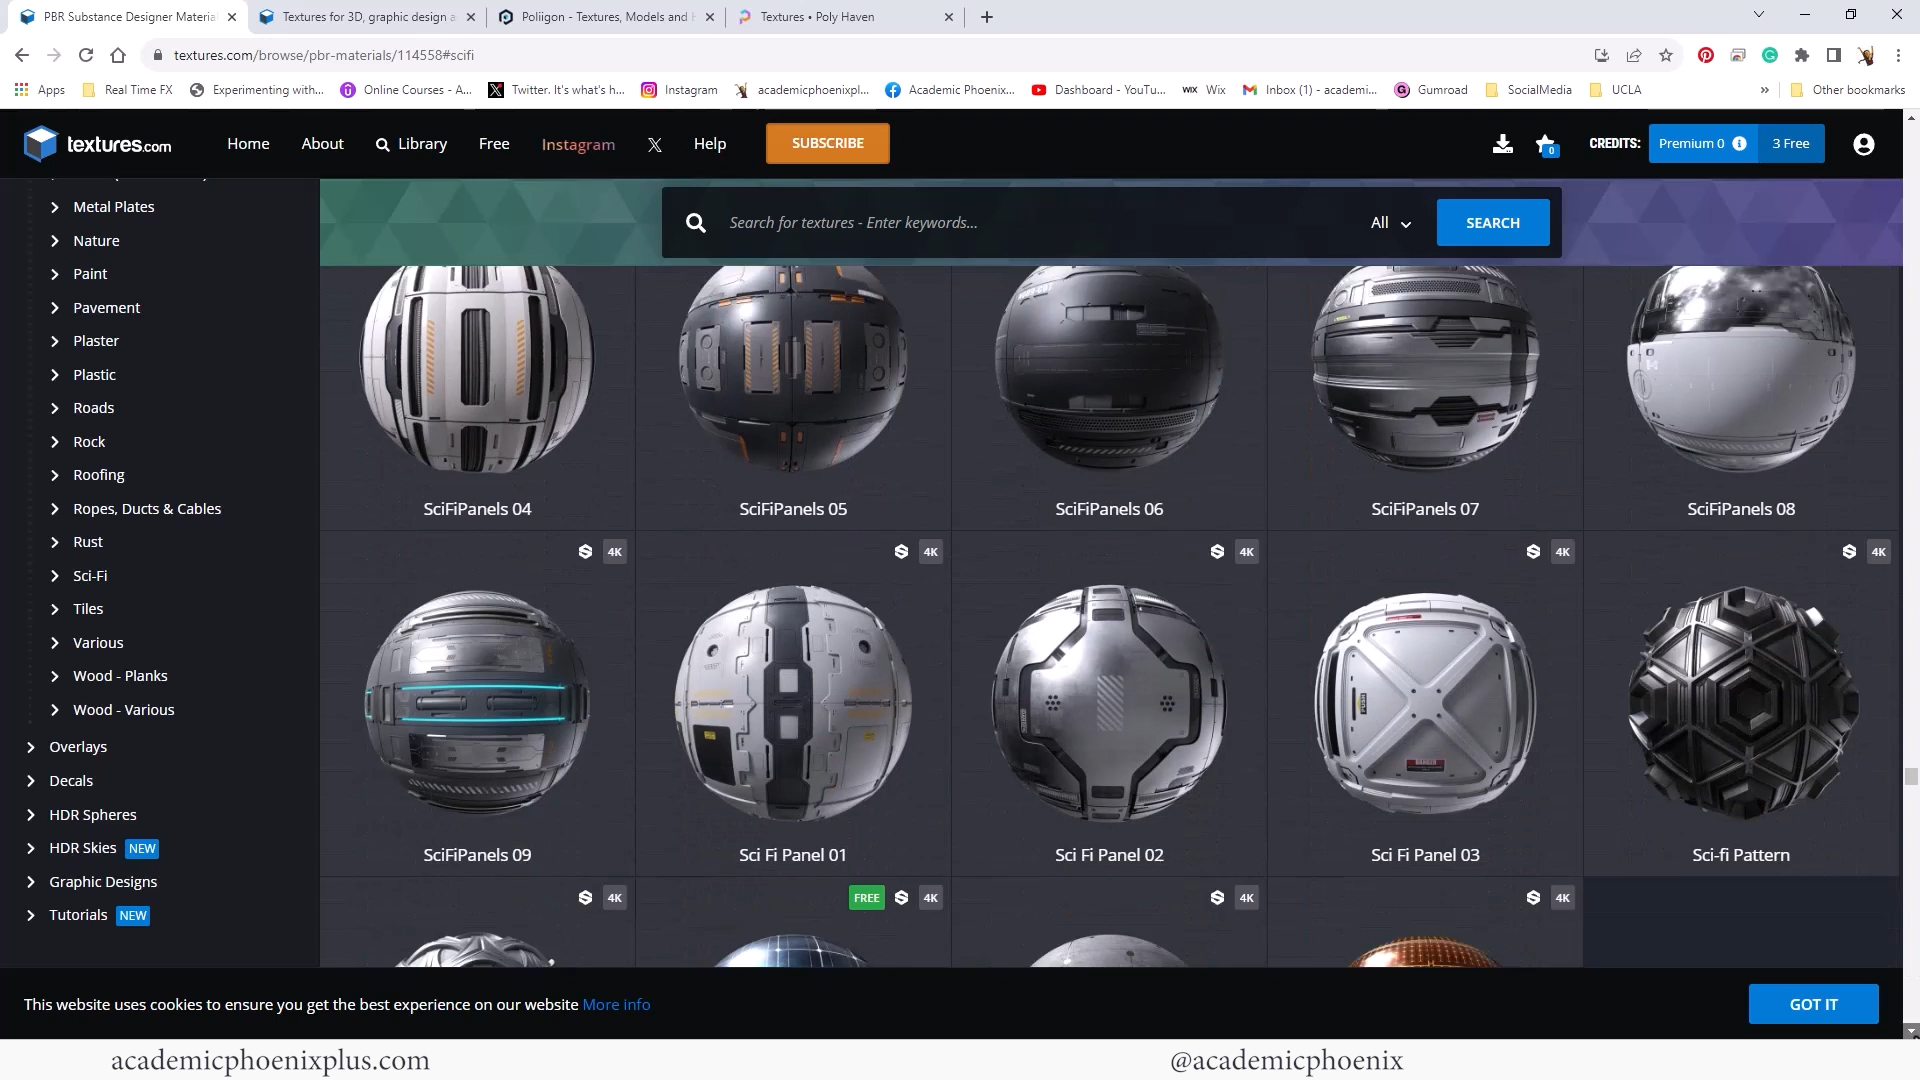 PBR Substance Designer Materia
Textures for 3D, graphic design a
Poliigon - Textures, Models and
Textures • Poly Haven
textures.com/browse/pbr-materials/114558#scifi
Apps
Real Time FX
Experimenting with...
Online Courses - A...
Twitter. It's what's h...
Instagram
academicphoenixpl...
Academic Phoenix...
Dashboard - YouTu...
WIX Wix
Inbox (1) - academi...
Gumroad
SocialMedia
UCLA
Other bookmarks
textures.com
Home
About
Library
Free
Instagram
Help
SUBSCRIBE
0
CREDITS:
Premium 0
3 Free
Search for textures - Enter keywords...
All
SEARCH
Metal Plates
Nature
Paint
Pavement
Plaster
Plastic
Roads
Rock
Roofing
Ropes, Ducts & Cables
Rust
Sci-Fi
Tiles
Various
Wood - Planks
Wood - Various
Overlays
Decals
HDR Spheres
HDR Skies NEW
Graphic Designs
Tutorials NEW
SciFiPanels 04
SciFiPanels 05
SciFiPanels 06
SciFiPanels 07
SciFiPanels 08
4K
4K
4K
4K
4K
SciFiPanels 09
Sci Fi Panel 01
Sci Fi Panel 02
Sci Fi Panel 03
Sci-fi Pattern
4K
FREE 4K
4K
4K
This website uses cookies to ensure you get the best experience on our website More info
GOT IT
academicphoenixplus.com
@academicphoenix